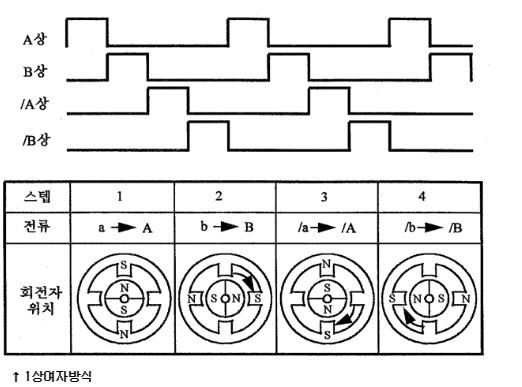 A상
B상
/A상
/B상
스텝 1 2 3 4
전류 a A b B /a /A /b /B
회전자
위치
S N S N
N S N S
N S N S
S N S N
↑ 1상여자방식